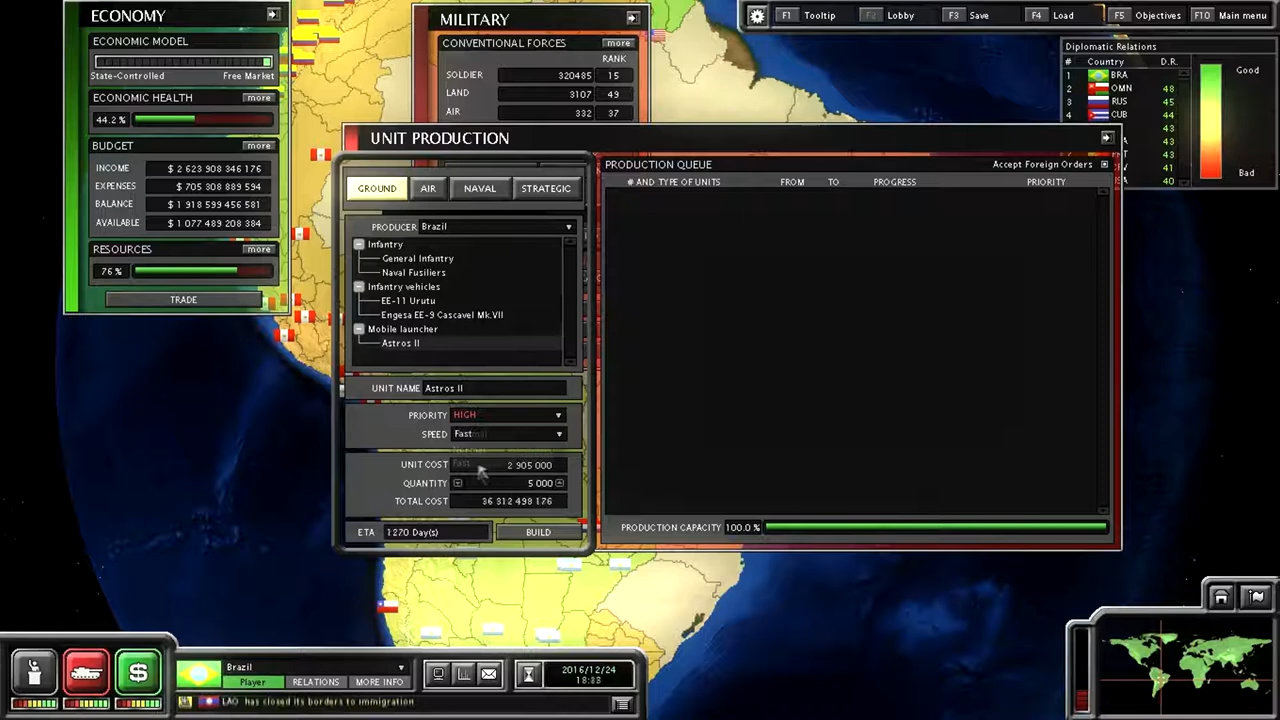 ECONOMY
ECONOMIC MODEL
State-Controlled Free Market
ECONOMIC HEALTH more
44.2 %
BUDGET more
INCOME $ 2 623 908 346 176
EXPENSES $ 705 308 889 594
BALANCE $ 1 918 599 456 581
AVAILABLE $ 1 077 489 208 384
RESOURCES more
76 %
TRADE
MILITARY
CONVENTIONAL FORCES more
RANK
SOLDIER 320485 15
LAND 3107 49
AIR 332 37
F1 Tooltip F2 Lobby F3 Save F4 Load F5 Objectives F10 Main menu
Diplomatic Relations
# Country D.R.
1 BRA
2 OMN 48
3 RUS 45
4 CUB 44
43
43
43
41
40
Good
Bad
UNIT PRODUCTION
GROUND AIR NAVAL STRATEGIC
PRODUCER Brazil
Infantry
General Infantry
Naval Fusiliers
Infantry vehicles
EE-11 Urutu
Engesa EE-9 Cascavel Mk.VII
Mobile launcher
Astros II
UNIT NAME Astros II
PRIORITY HIGH
SPEED Fast
UNIT COST 2 905 000
QUANTITY 5 000
TOTAL COST 36 312 498 176
ETA 1270 Day(s) BUILD
PRODUCTION QUEUE Accept Foreign Orders
# AND TYPE OF UNITS FROM TO PROGRESS PRIORITY
PRODUCTION CAPACITY 100.0 %
Brazil
Player RELATIONS MORE INFO
2016/12/24
18:33
LAO has closed its borders to immigration